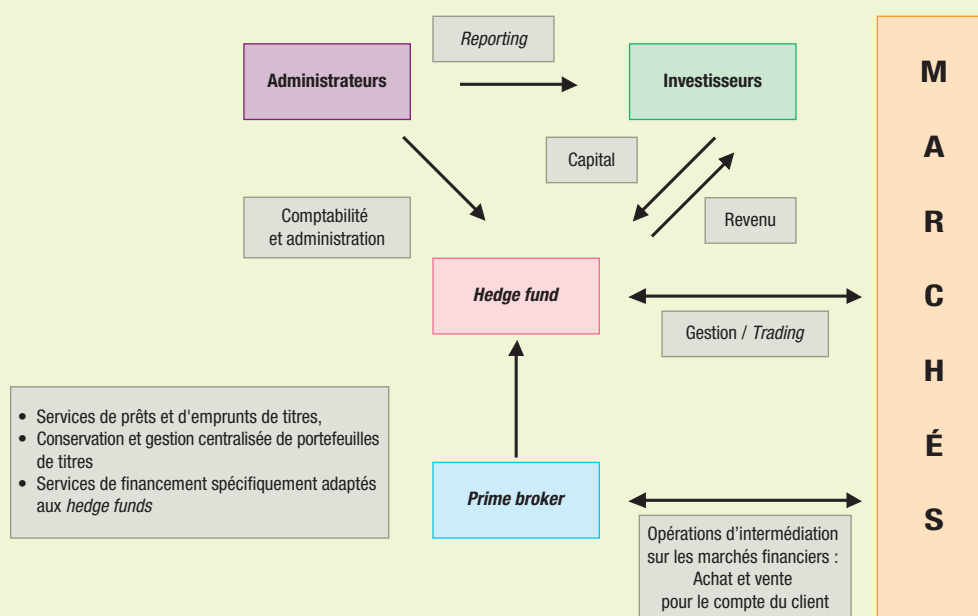 Reporting
Administrateurs
Investisseurs
Capital
Comptabilité
et administration
Revenu
Hedge fund
Gestion / Trading
• Services de prêts et d'emprunts de titres,
• Conservation et gestion centralisée de portefeuilles
de titres
• Services de financement spécifiquement adaptés
aux hedge funds
Prime broker
Opérations d'intermédiation
sur les marchés financiers :
Achat et vente
pour le compte du client
M
A
R
C
H
É
S